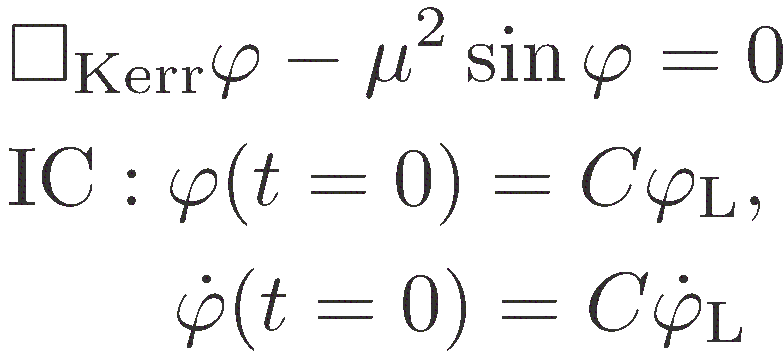 □_Kerr φ − μ² sin φ = 0
IC : φ(t = 0) = Cφ_L,
φ̇(t = 0) = Cφ̇_L